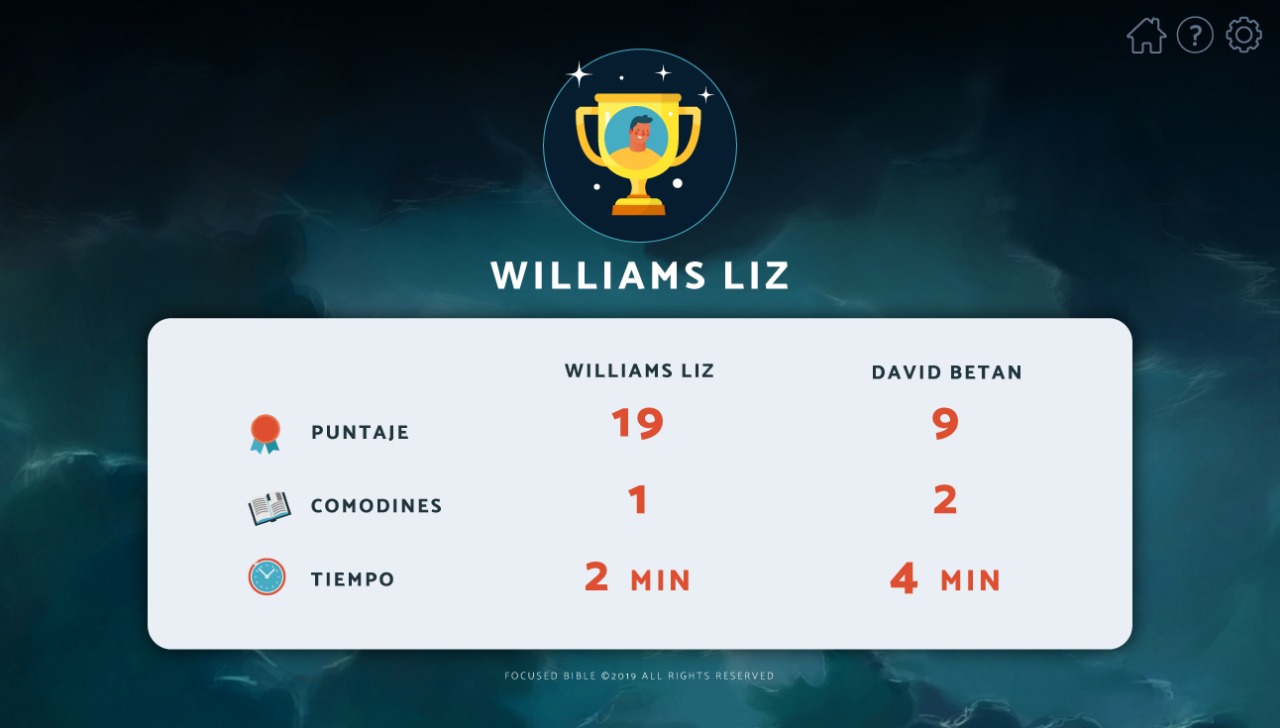 ?
WILLIAMS LIZ
WILLIAMS LIZ DAVID BETAN
PUNTAJE 19 9
COMODINES 1 2
TIEMPO 2 MIN 4 MIN
FOCUSED BIBLE ©2019 ALL RIGHTS RESERVED